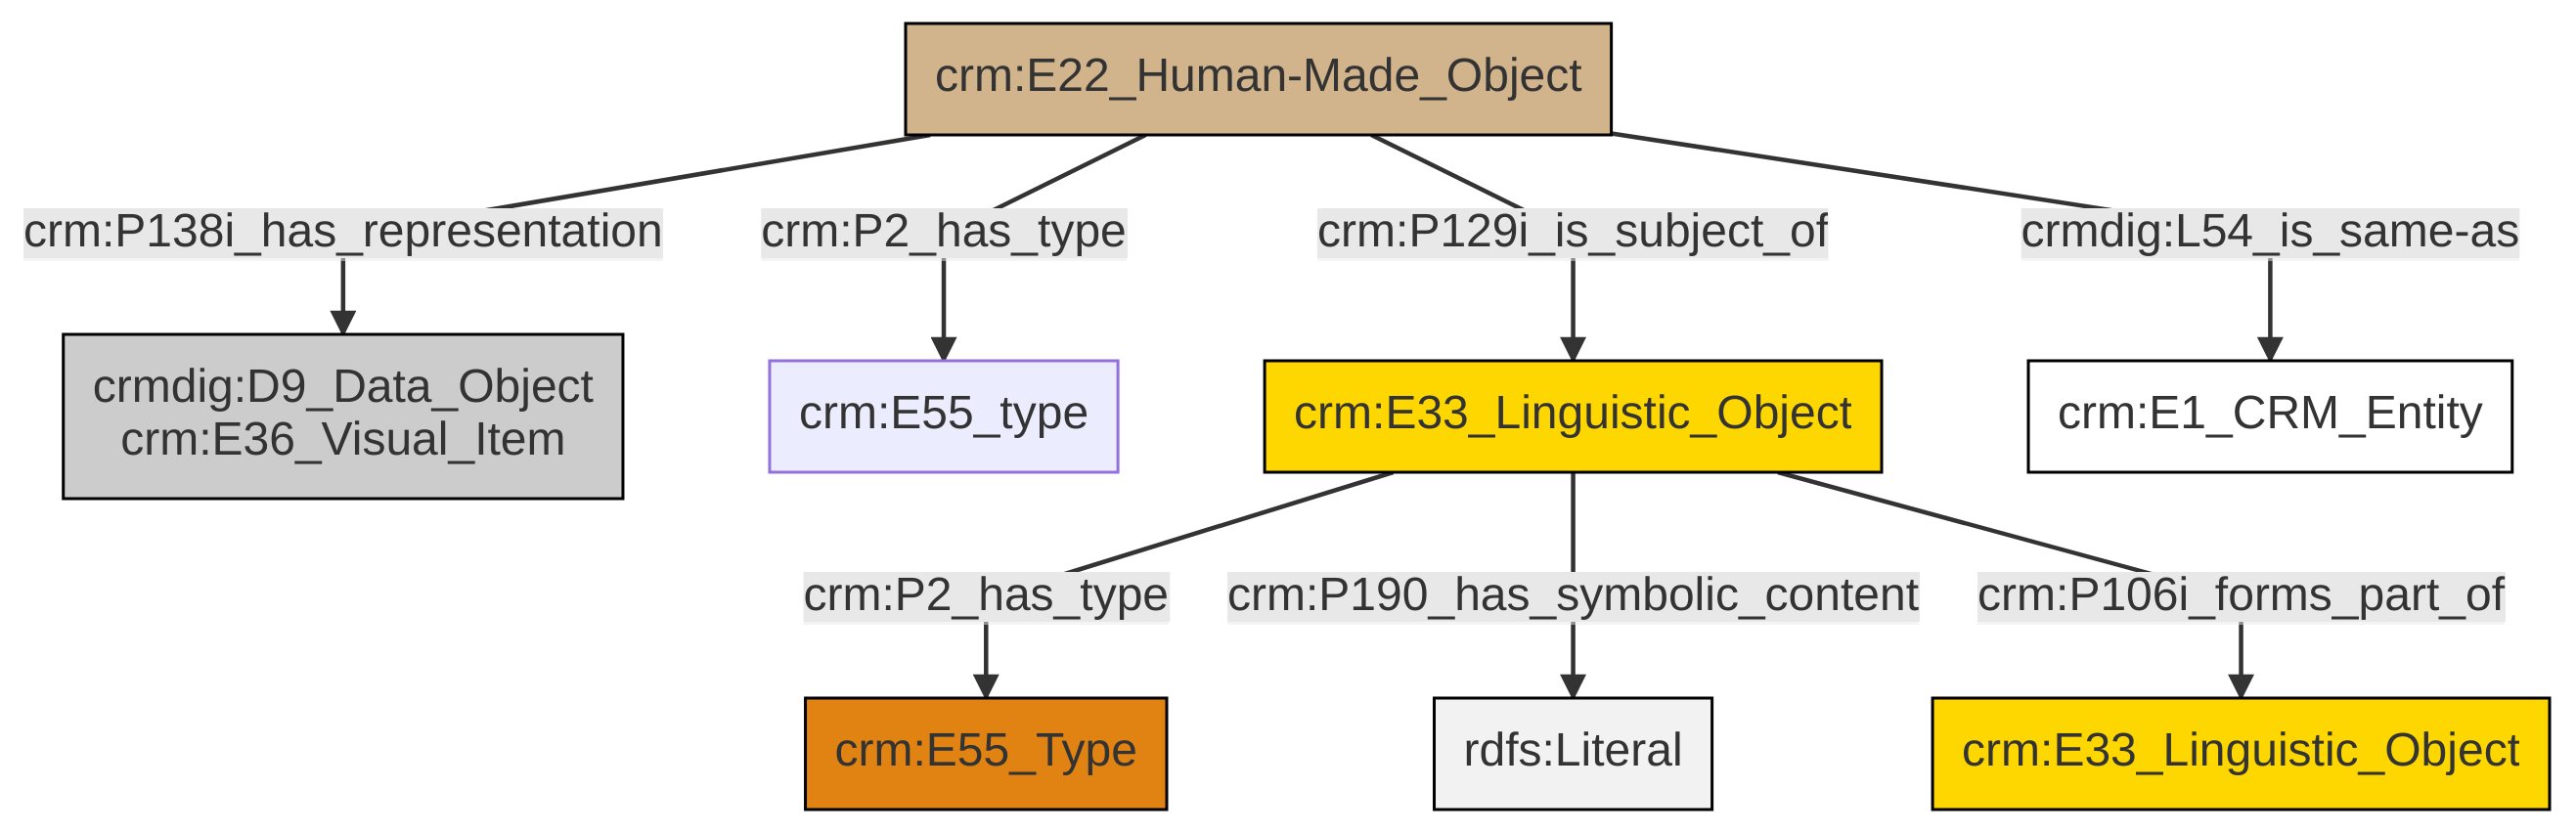 crm:E22_Human-Made_Object
crm:P138i_has_representation
crm:P2_has_type
crm:P129i_is_subject_of
crmdig:L54_is_same-as
crmdig:D9_Data_Object
crm:E36_Visual_Item
crm:E55_type
crm:E33_Linguistic_Object
crm:E1_CRM_Entity
crm:P2_has_type
crm:P190_has_symbolic_content
crm:P106i_forms_part_of
crm:E55_Type
rdfs:Literal
crm:E33_Linguistic_Object